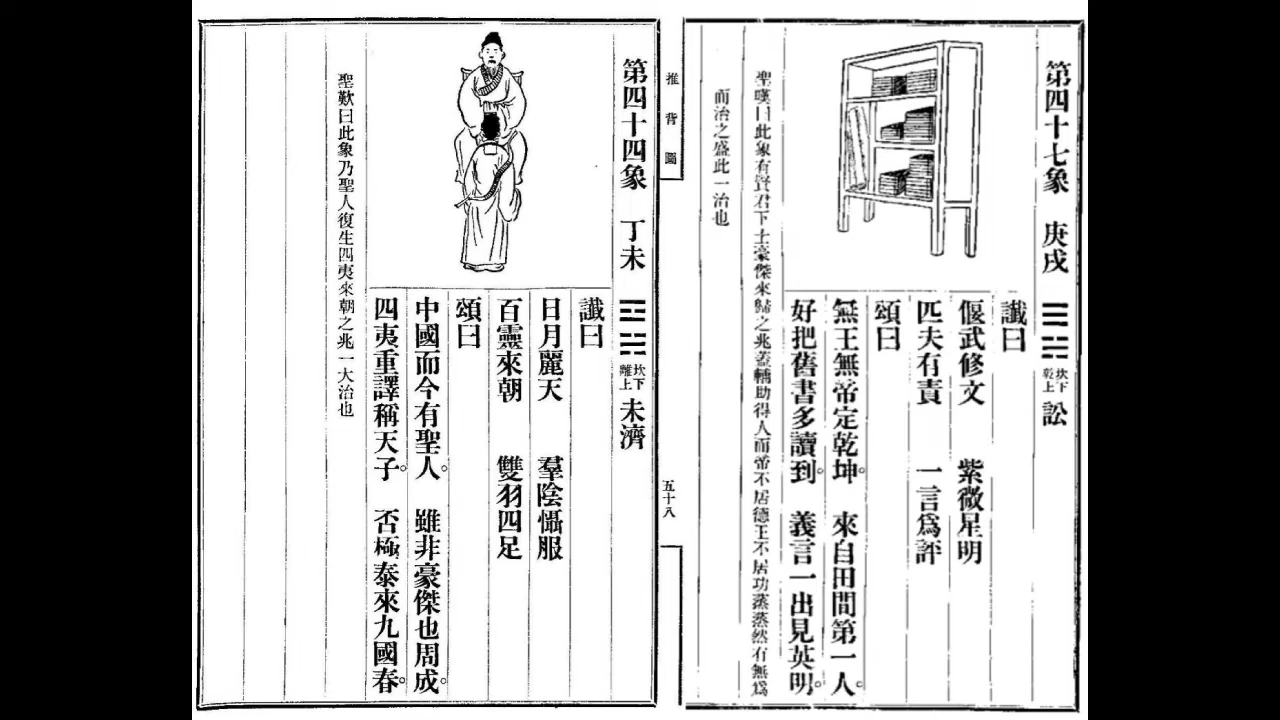 第四十七象 庚戌 坎下 乾上 訟
讖曰
偃武修文 紫微星明
匹夫有責 一言爲評
頌曰
無王無帝定乾坤。 來自田間第一人。
好把舊書多讀到。 義言一出見英明。
聖嘆曰此象有賢君下士豪傑來歸之兆蓋輔助得人而帝不居德王不居功蒸蒸然有無爲
而治之盛此一治也
推背圖
五十八
第四十四象 丁未 坎下 離上 未濟
讖曰
日月麗天 羣陰懾服
百靈來朝 雙羽四足
頌曰
中國而今有聖人。 雖非豪傑也周成。
四夷重譯稱天子。 否極泰來九國春。
聖歎曰此象乃聖人復生四夷來朝之兆一大治也